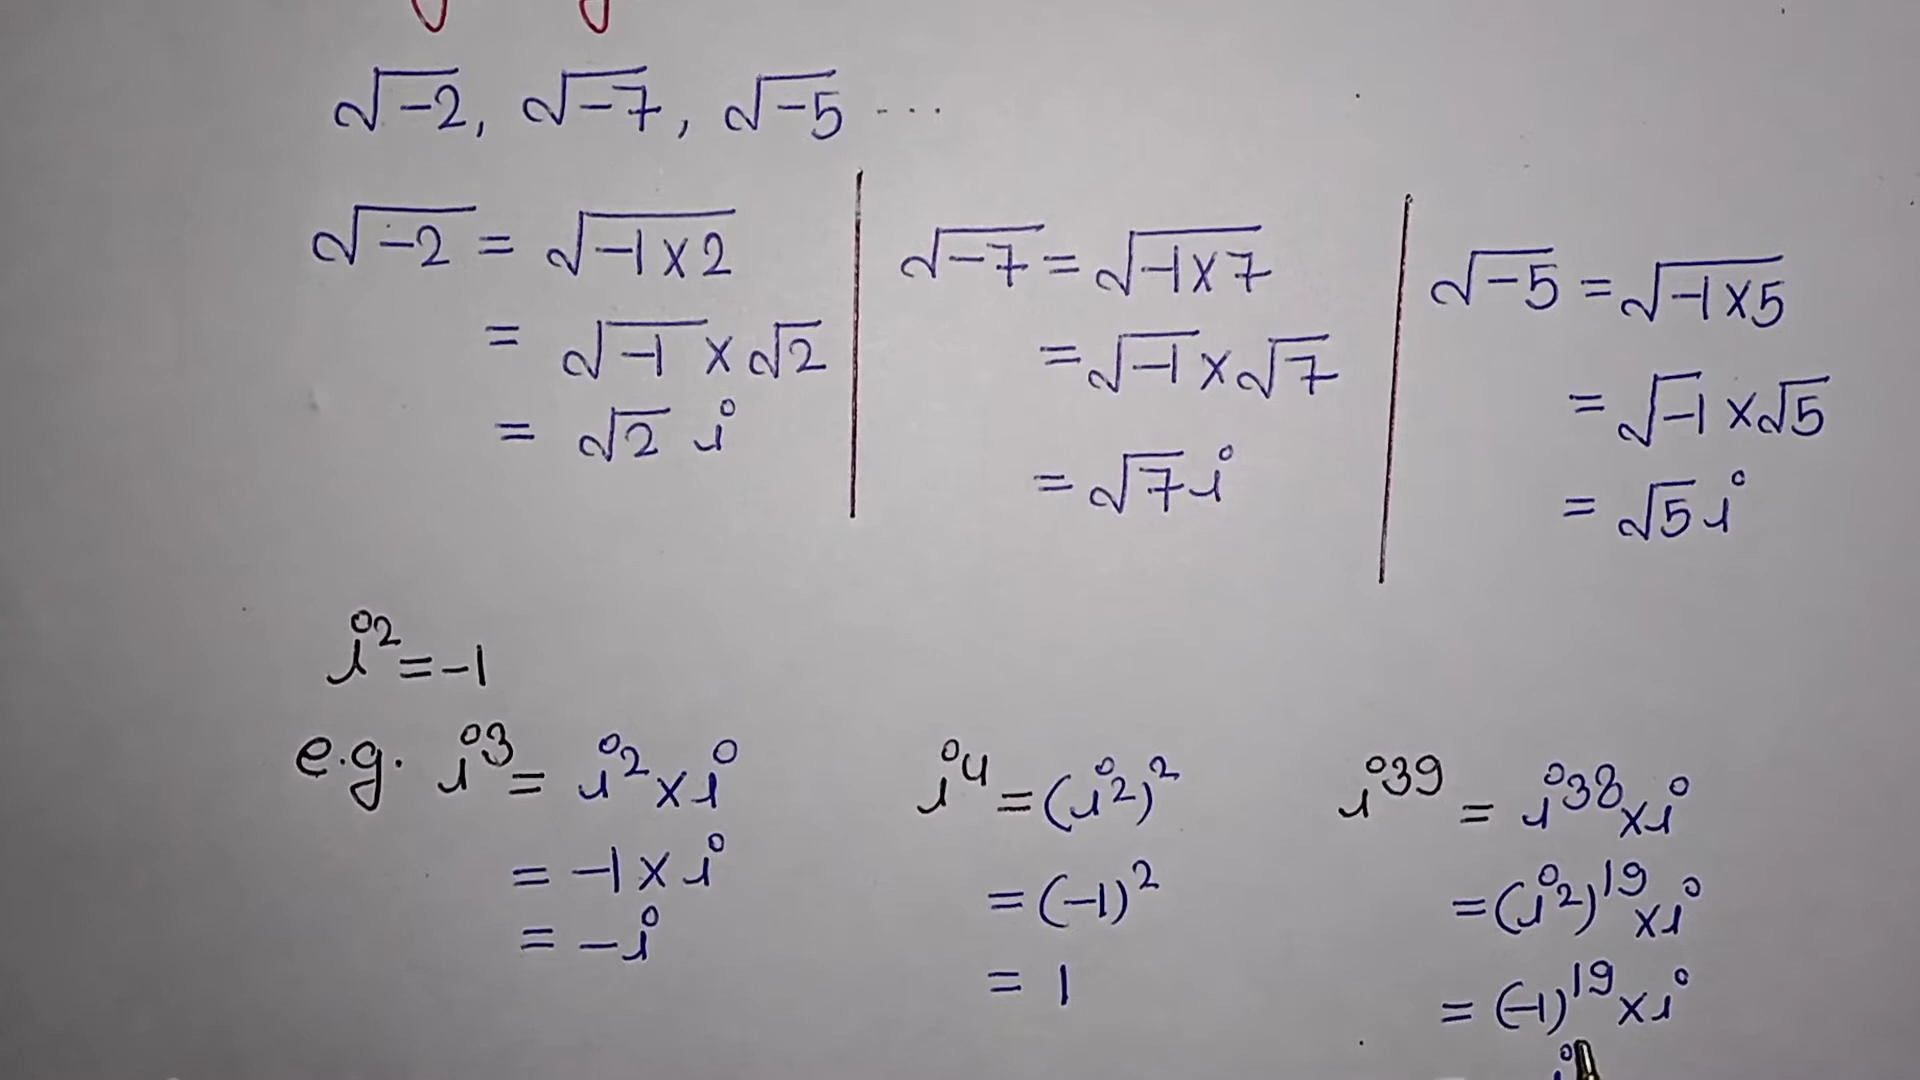 √-2, √-7, √-5 ...
√-2 = √-1×2
= √-1 × √2
= √2 i
√-7 = √-1×7
= √-1 × √7
= √7 i
√-5 = √-1×5
= √-1 × √5
= √5 i
i² = -1
e.g. i³ = i² × i
= -1 × i
= -i
i⁴ = (i²)²
= (-1)²
= 1
i³⁹ = i³⁸ × i
= (i²)¹⁹ × i
= (-1)¹⁹ × i
i